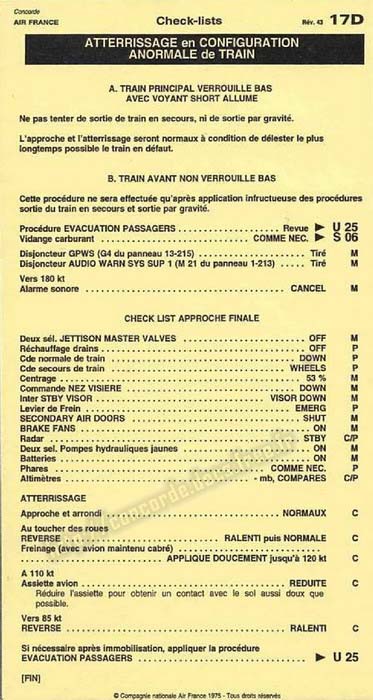 Concorde
AIR FRANCE Check-lists Rév. 43 17D
ATTERRISSAGE en CONFIGURATION
ANORMALE de TRAIN
A. TRAIN PRINCIPAL VERROUILLE BAS
AVEC VOYANT SHORT ALLUME
Ne pas tenter de sortie de train en secours, ni de sortie par gravité.
L'approche et l'atterrissage seront normaux à condition de délester le plus
longtemps possible le train en défaut.
B. TRAIN AVANT NON VERROUILLE BAS
Cette procédure ne sera effectuée qu'après application infructueuse des procédures
sortie du train en secours et sortie par gravité.
Procédure EVACUATION PASSAGERS .................. Revue ► U 25
Vidange carburant .................. COMME NEC. ► S 06
Disjoncteur GPWS (G4 du panneau 13-215) .................. Tiré M
Disjoncteur AUDIO WARN SYS SUP 1 (M 21 du panneau 1-213) ..... Tiré M
Vers 180 kt
Alarme sonore .................. CANCEL M
CHECK LIST APPROCHE FINALE
Deux sél. JETTISON MASTER VALVES .................. OFF M
Réchauffage drains .................. OFF P
Cde normale de train .................. DOWN P
Cde secours de train .................. WHEELS P
Centrage .................. 53 % M
Commande NEZ VISIERE .................. DOWN M
Inter STBY VISOR .................. VISOR DOWN M
Levier de Frein .................. EMERG P
SECONDARY AIR DOORS .................. SHUT M
BRAKE FANS .................. ON M
Radar .................. STBY C/P
Deux sel. Pompes hydrauliques jaunes .................. ON M
Batteries .................. ON M
Phares .................. COMME NEC. P
Altimètres .................. - mb, COMPARES C/P
ATTERRISSAGE
Approche et arrondi .................. NORMAUX C
Au toucher des roues
REVERSE .................. RALENTI puis NORMALE C
Freinage (avec avion maintenu cabré)
.................. APPLIQUE DOUCEMENT jusqu'à 120 kt C
A 110 kt
Assiette avion .................. REDUITE C
Réduire l'assiette pour obtenir un contact avec le sol aussi doux que
possible.
Vers 85 kt
REVERSE .................. RALENTI C
Si nécessaire après immobilisation, appliquer la procédure
EVACUATION PASSAGERS .................. ► U 25
[FIN]
© Compagnie nationale Air France 1975 - Tous droits réservés